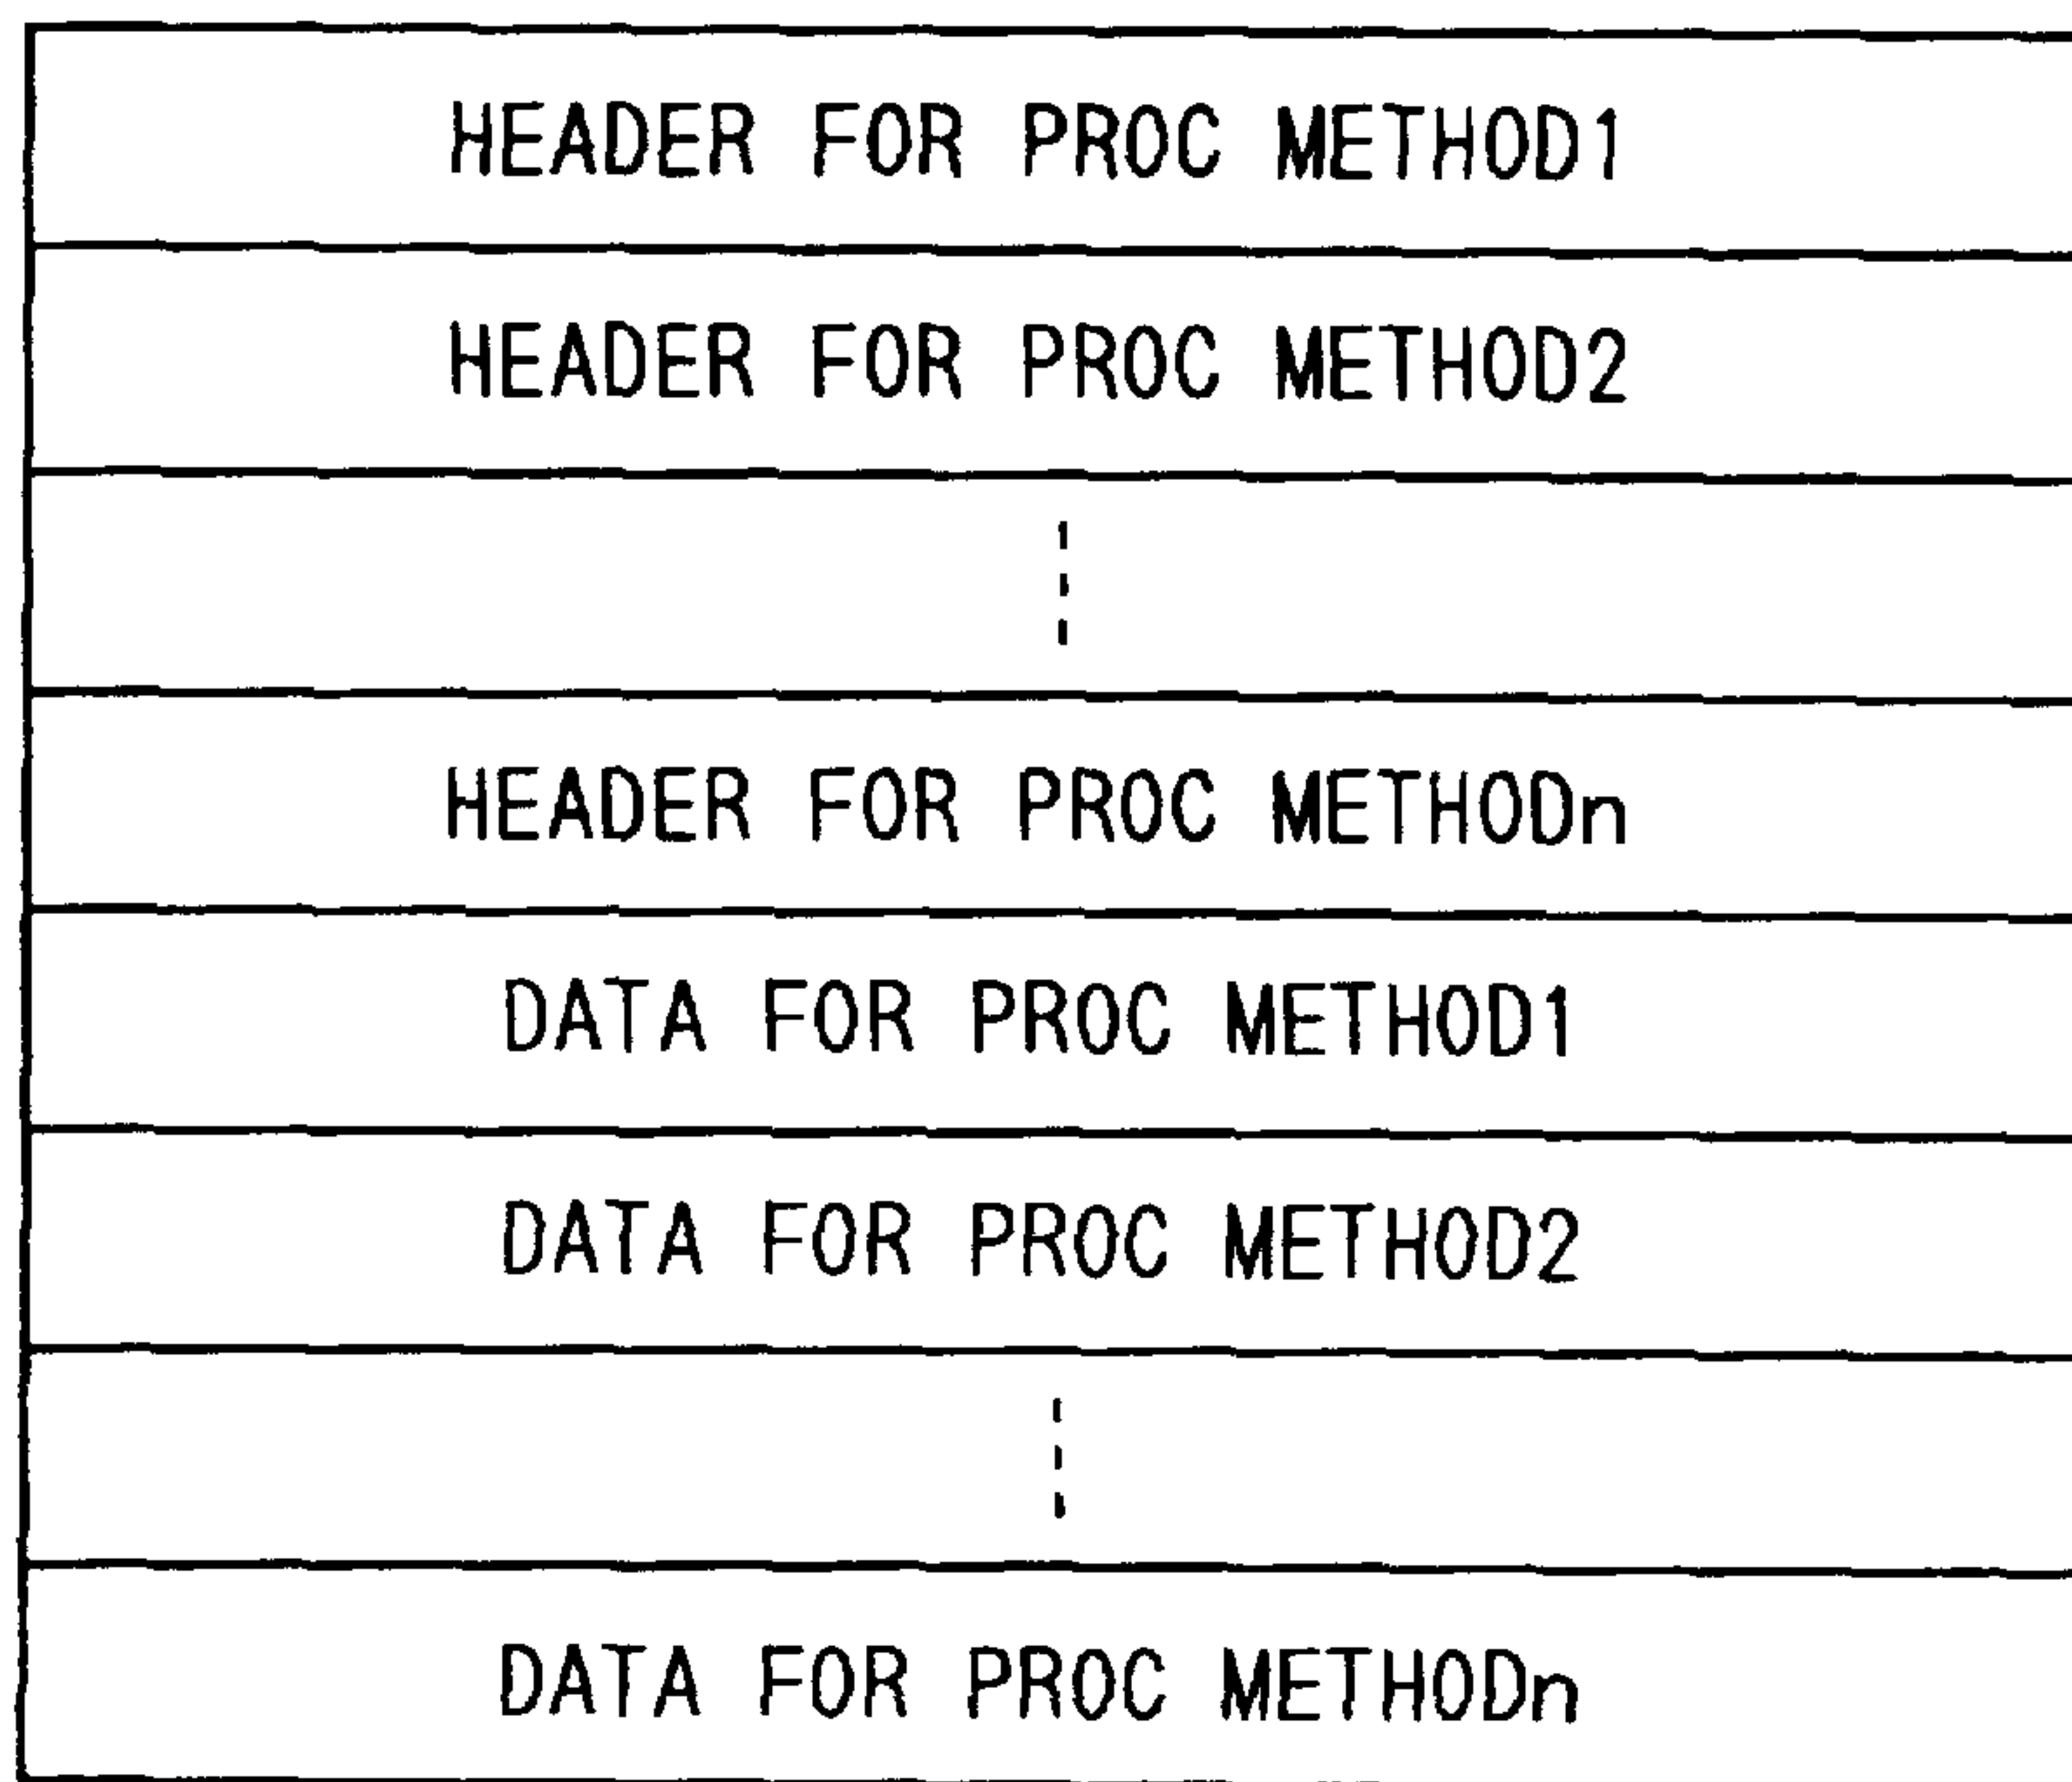 HEADER FOR PROC METHOD1
HEADER FOR PROC METHOD2
HEADER FOR PROC METHODn
DATA FOR PROC METHOD1
DATA FOR PROC METHOD2
DATA FOR PROC METHODn